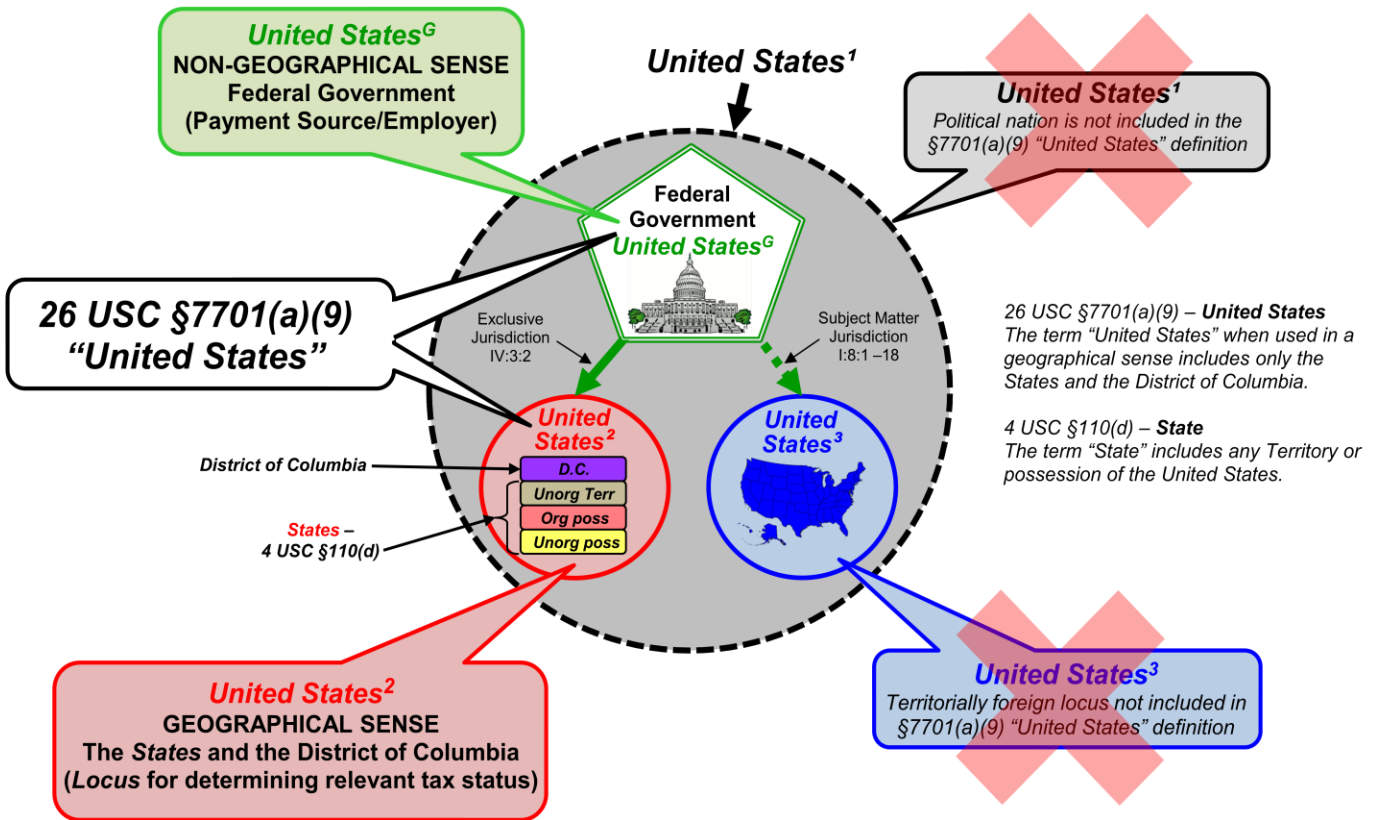 United Statesᴳ
NON-GEOGRAPHICAL SENSE
Federal Government
(Payment Source/Employer)
United States¹
United States¹
Political nation is not included in the
§7701(a)(9) “United States” definition
Federal
Government
United Statesᴳ
26 USC §7701(a)(9)
“United States”
Exclusive
Jurisdiction
IV:3:2
Subject Matter
Jurisdiction
I:8:1 –18
26 USC §7701(a)(9) – United States
The term “United States” when used in a
geographical sense includes only the
States and the District of Columbia.
4 USC §110(d) – State
The term “State” includes any Territory or
possession of the United States.
United
States²
D.C.
Unorg Terr
Org poss
Unorg poss
District of Columbia
States –
4 USC §110(d)
United
States³
United States²
GEOGRAPHICAL SENSE
The States and the District of Columbia
(Locus for determining relevant tax status)
United States³
Territorially foreign locus not included in
§7701(a)(9) “United States” definition